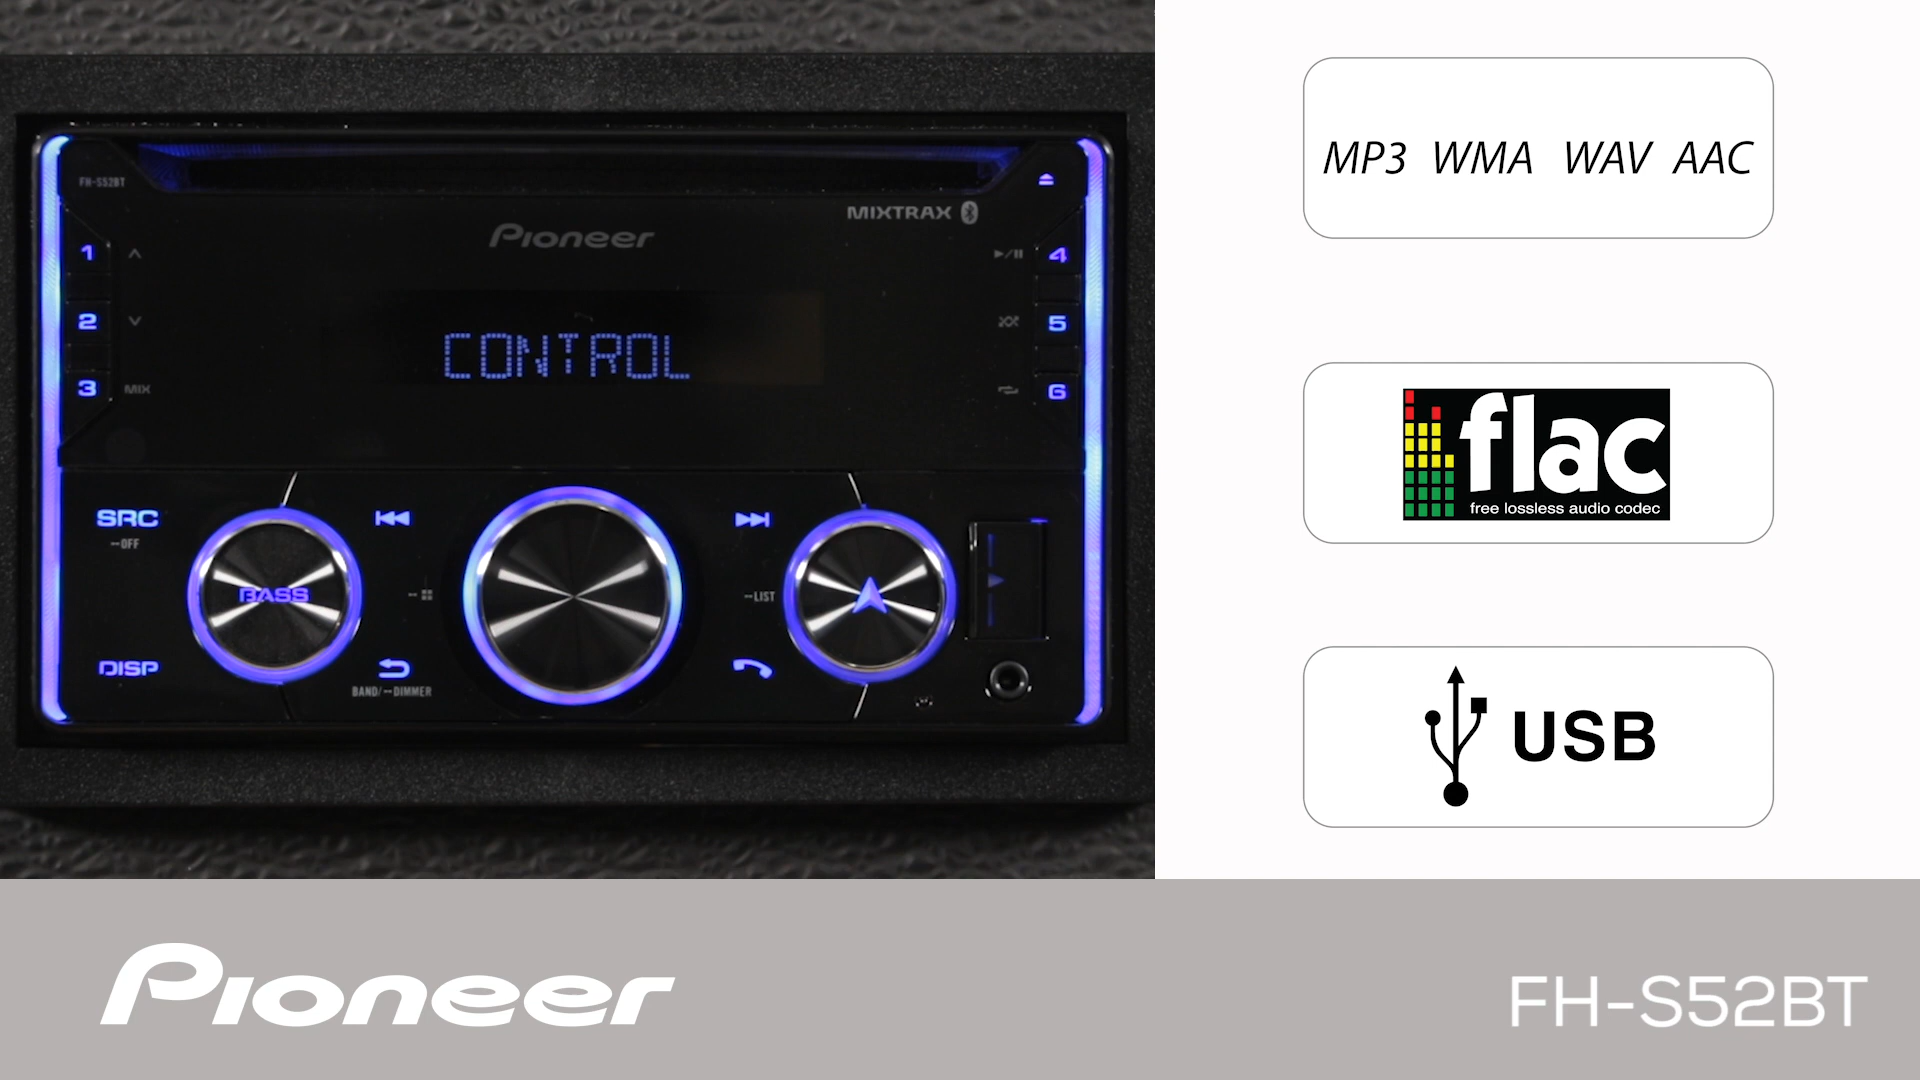 FH-S52BT
MIXTRAX
Pioneer
1
4
2
CONTROL
5
3
MIX
6
SRC
--OFF
BASS
--LIST
DISP
BAND/--DIMMER
MP3 WMA WAV AAC
flac
free lossless audio codec
USB
Pioneer
FH-S52BT